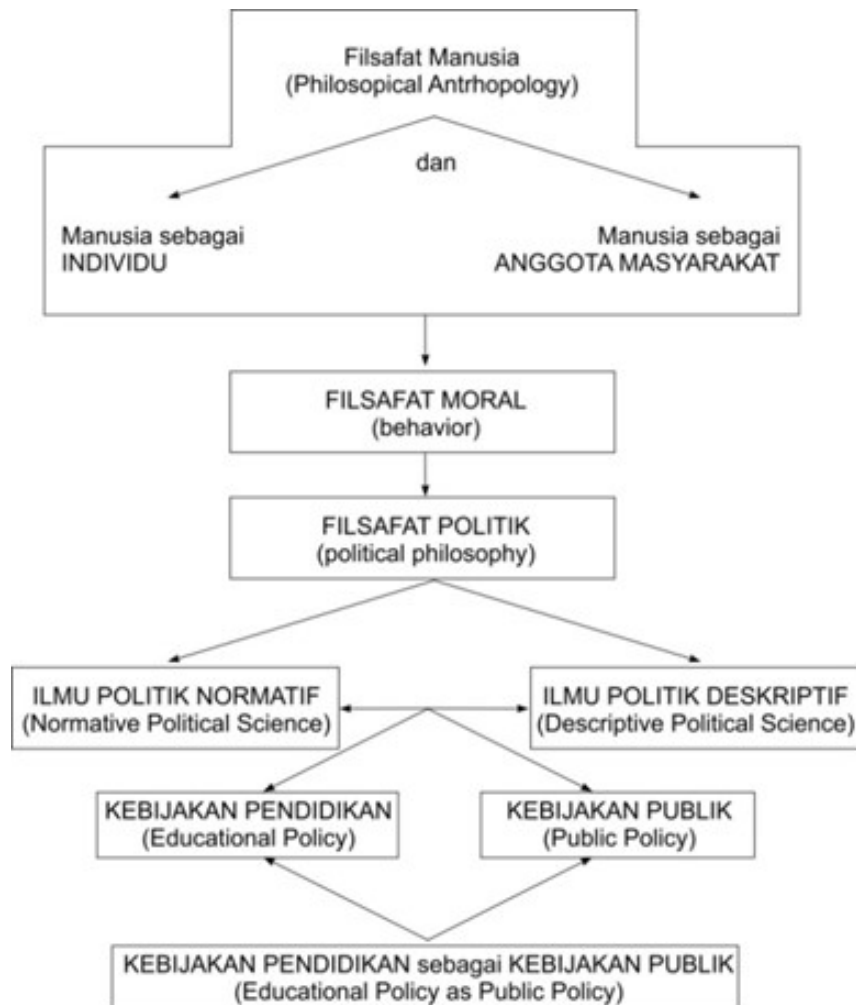 Filsafat Manusia
(Philosopical Antrhopology)
dan
Manusia sebagai
INDIVIDU
Manusia sebagai
ANGGOTA MASYARAKAT
FILSAFAT MORAL
(behavior)
FILSAFAT POLITIK
(political philosophy)
ILMU POLITIK NORMATIF
(Normative Political Science)
ILMU POLITIK DESKRIPTIF
(Descriptive Political Science)
KEBIJAKAN PENDIDIKAN
(Educational Policy)
KEBIJAKAN PUBLIK
(Public Policy)
KEBIJAKAN PENDIDIKAN sebagai KEBIJAKAN PUBLIK
(Educational Policy as Public Policy)